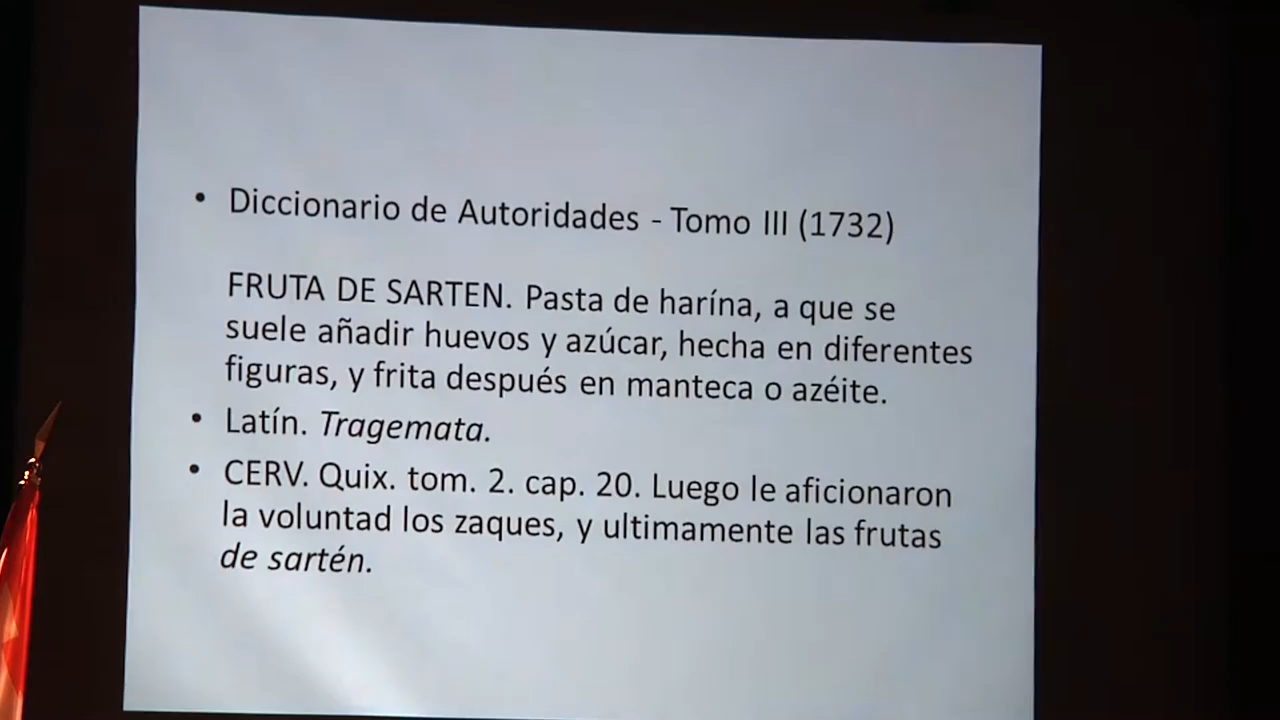 • Diccionario de Autoridades - Tomo III (1732)
FRUTA DE SARTEN. Pasta de harína, a que se
suele añadir huevos y azúcar, hecha en diferentes
figuras, y frita después en manteca o azéite.
• Latín. Tragemata.
• CERV. Quix. tom. 2. cap. 20. Luego le aficionaron
la voluntad los zaques, y ultimamente las frutas
de sartén.